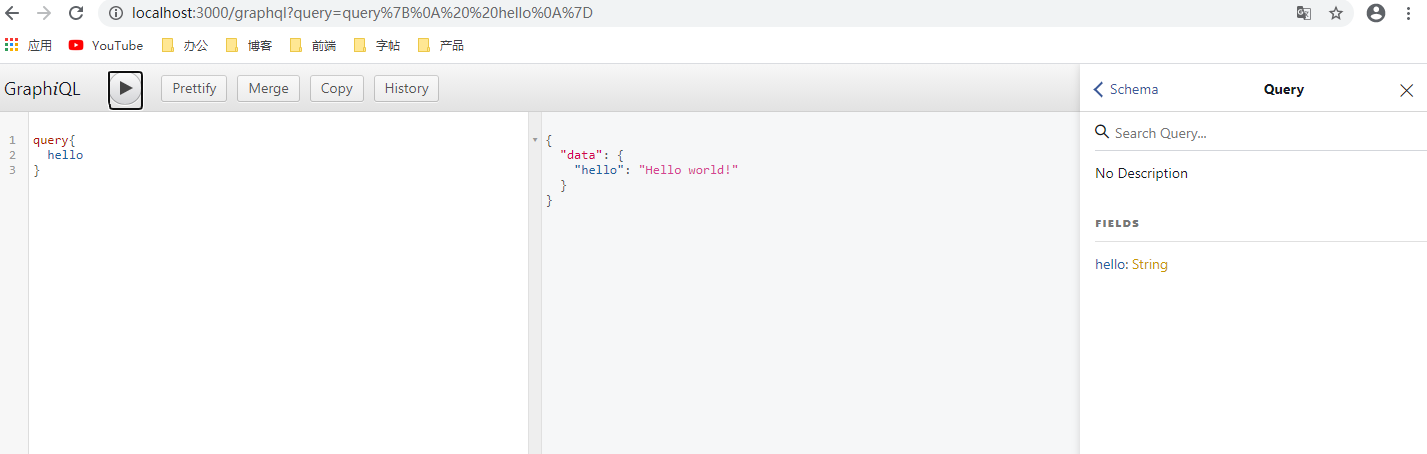 localhost:3000/graphql?query=query%7B%0A%20%20hello%0A%7D
应用 YouTube 办公 博客 前端 字帖 产品
GraphiQL Prettify Merge Copy History
1 query{
2 hello
3 }
{
"data": {
"hello": "Hello world!"
}
}
Schema Query
Search Query...
No Description
FIELDS
hello: String